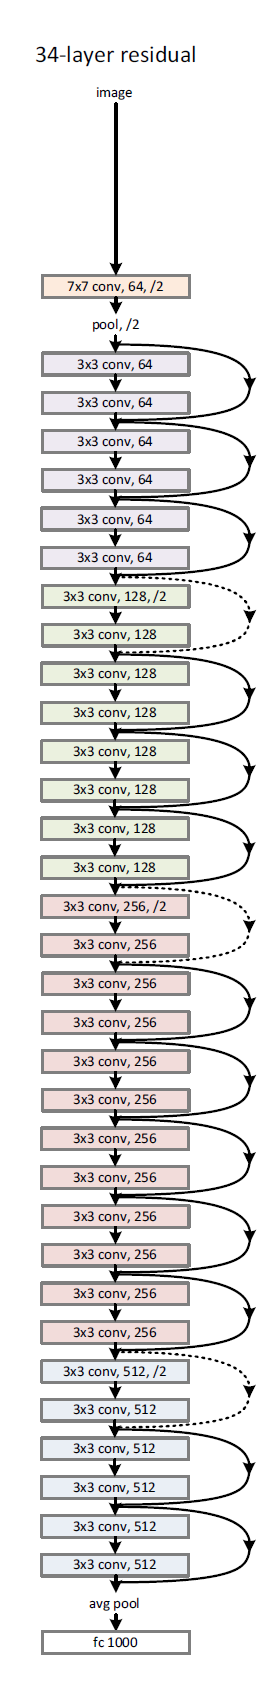 34-layer residual
image
7x7 conv, 64, /2
pool, /2
3x3 conv, 64
3x3 conv, 64
3x3 conv, 64
3x3 conv, 64
3x3 conv, 64
3x3 conv, 64
3x3 conv, 128, /2
3x3 conv, 128
3x3 conv, 128
3x3 conv, 128
3x3 conv, 128
3x3 conv, 128
3x3 conv, 128
3x3 conv, 128
3x3 conv, 256, /2
3x3 conv, 256
3x3 conv, 256
3x3 conv, 256
3x3 conv, 256
3x3 conv, 256
3x3 conv, 256
3x3 conv, 256
3x3 conv, 256
3x3 conv, 256
3x3 conv, 256
3x3 conv, 256
3x3 conv, 512, /2
3x3 conv, 512
3x3 conv, 512
3x3 conv, 512
3x3 conv, 512
3x3 conv, 512
avg pool
fc 1000